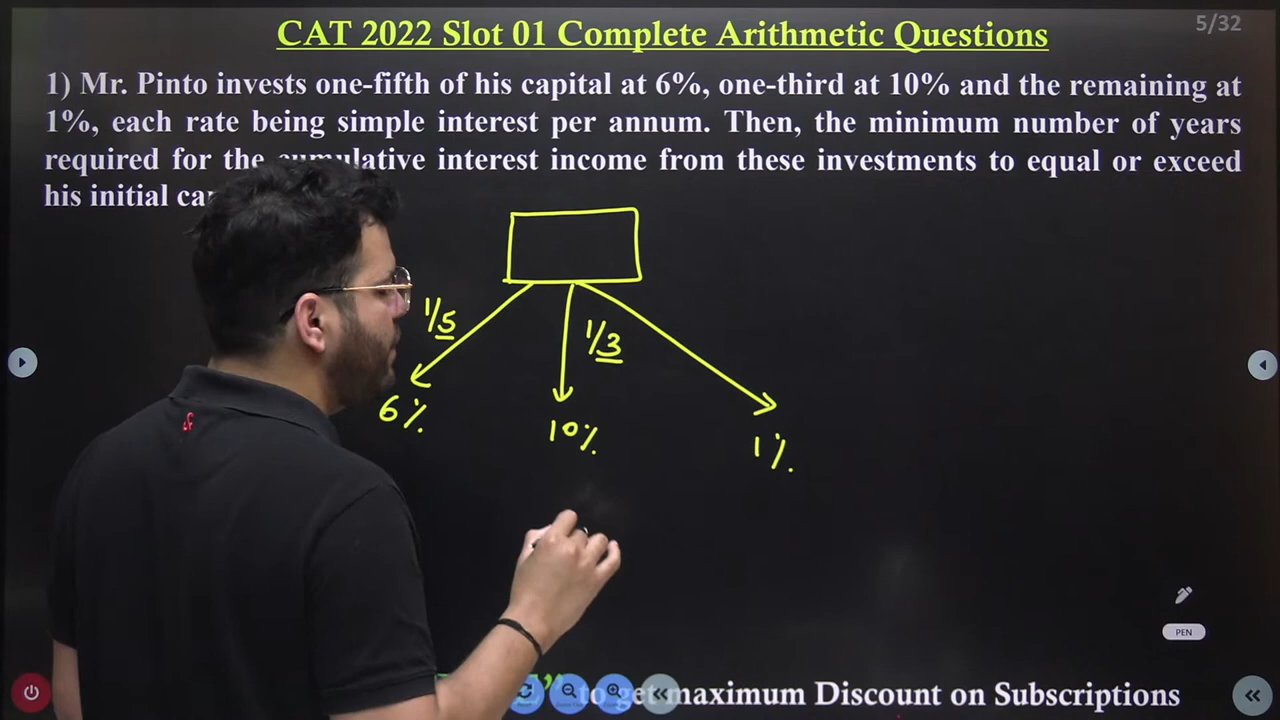 5/32
CAT 2022 Slot 01 Complete Arithmetic Questions
1) Mr. Pinto invests one-fifth of his capital at 6%, one-third at 10% and the remaining at
1%, each rate being simple interest per annum. Then, the minimum number of years
required for the cumulative interest income from these investments to equal or exceed
his initial
1/5
1/3
6%
10%
1%
PEN
to get maximum Discount on Subscriptions